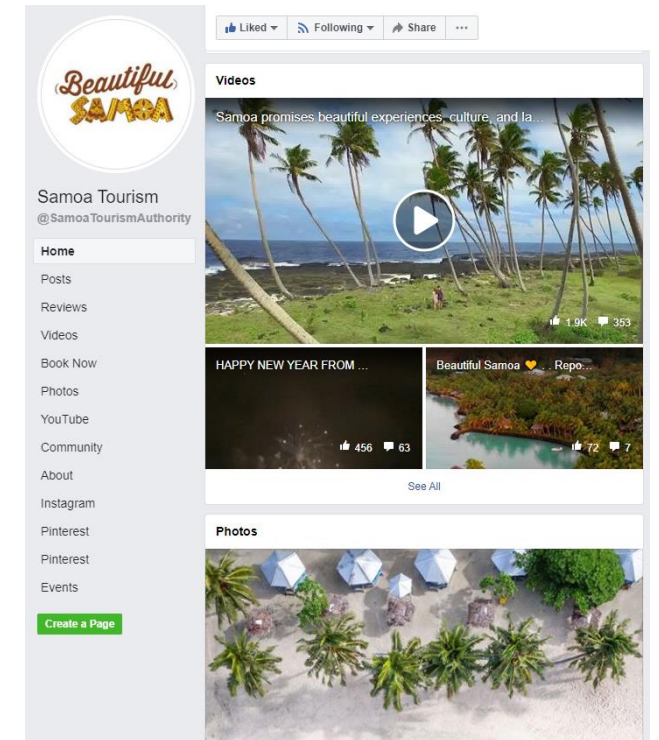 Beautiful
SAMOA
Samoa Tourism
@SamoaTourismAuthority
Home
Posts
Reviews
Videos
Book Now
Photos
YouTube
Community
About
Instagram
Pinterest
Pinterest
Events
Create a Page
Liked
Following
Share
Videos
Samoa promises beautiful experiences, culture, and la...
1.9K 353
HAPPY NEW YEAR FROM ...
456 63
Beautiful Samoa 💛 . . Repo...
72 7
See All
Photos